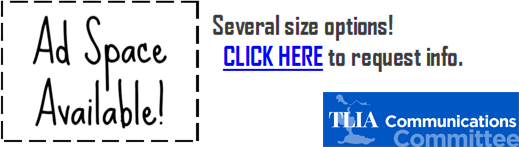 Ad Space
Available!
Several size options!
CLICK HERE to request info.
TLIA Communications
Committee